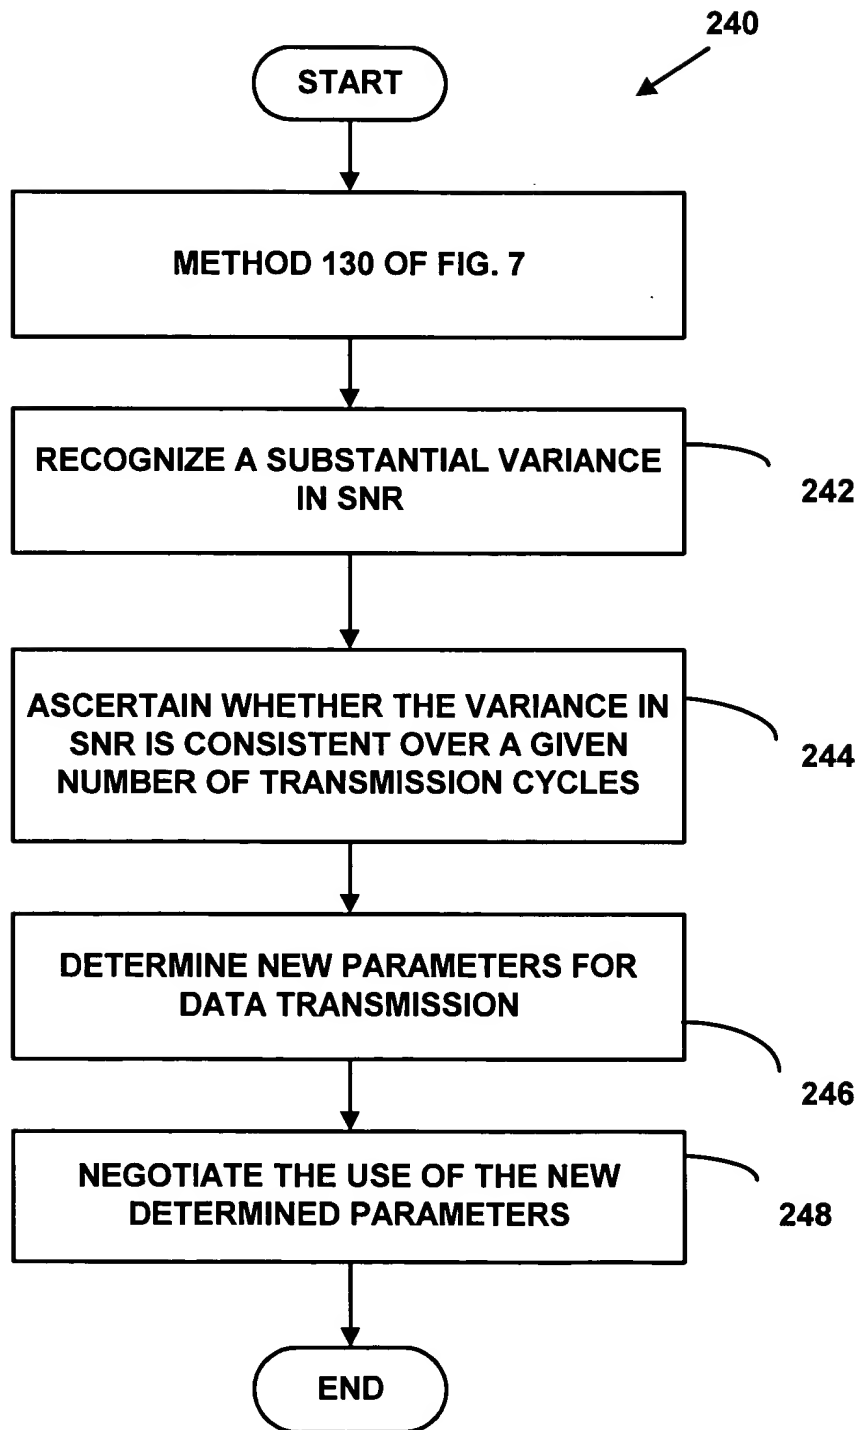 240
START
METHOD 130 OF FIG. 7
RECOGNIZE A SUBSTANTIAL VARIANCE
IN SNR
242
ASCERTAIN WHETHER THE VARIANCE IN
SNR IS CONSISTENT OVER A GIVEN
NUMBER OF TRANSMISSION CYCLES
244
DETERMINE NEW PARAMETERS FOR
DATA TRANSMISSION
246
NEGOTIATE THE USE OF THE NEW
DETERMINED PARAMETERS
248
END